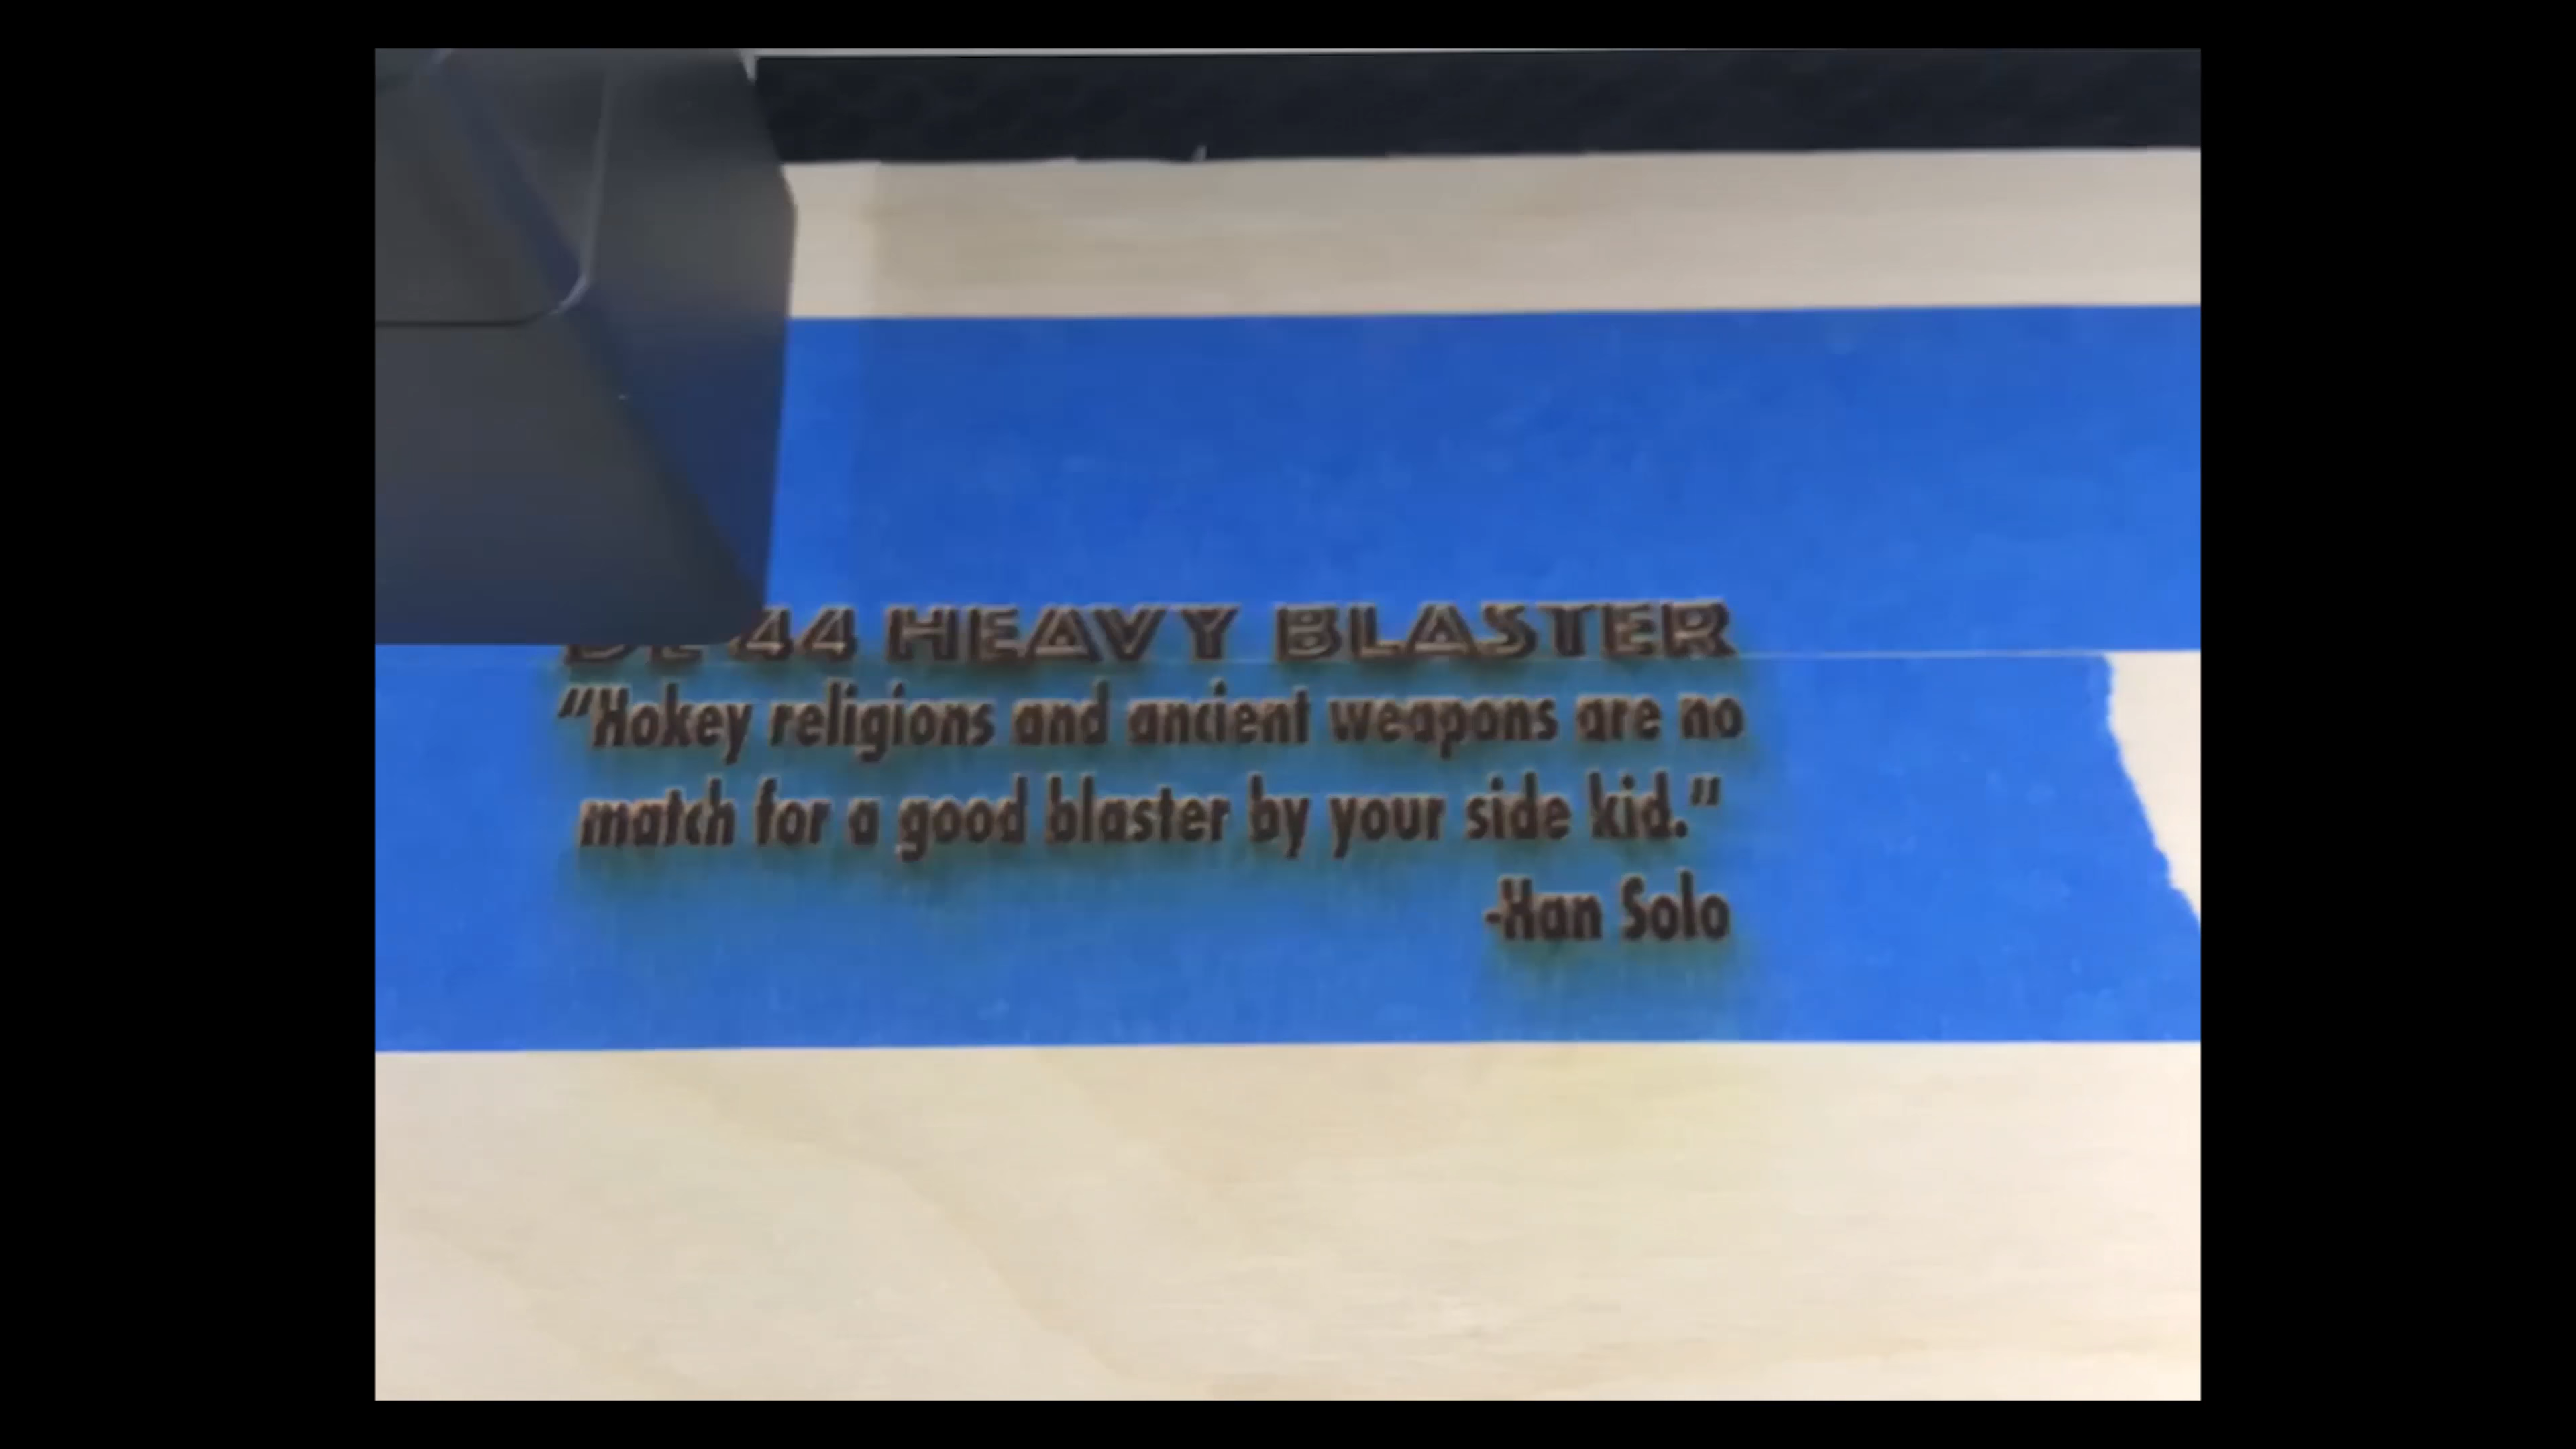 DL-44 HEAVY BLASTER
"Hokey religions and ancient weapons are no
match for a good blaster by your side kid."
-Han Solo